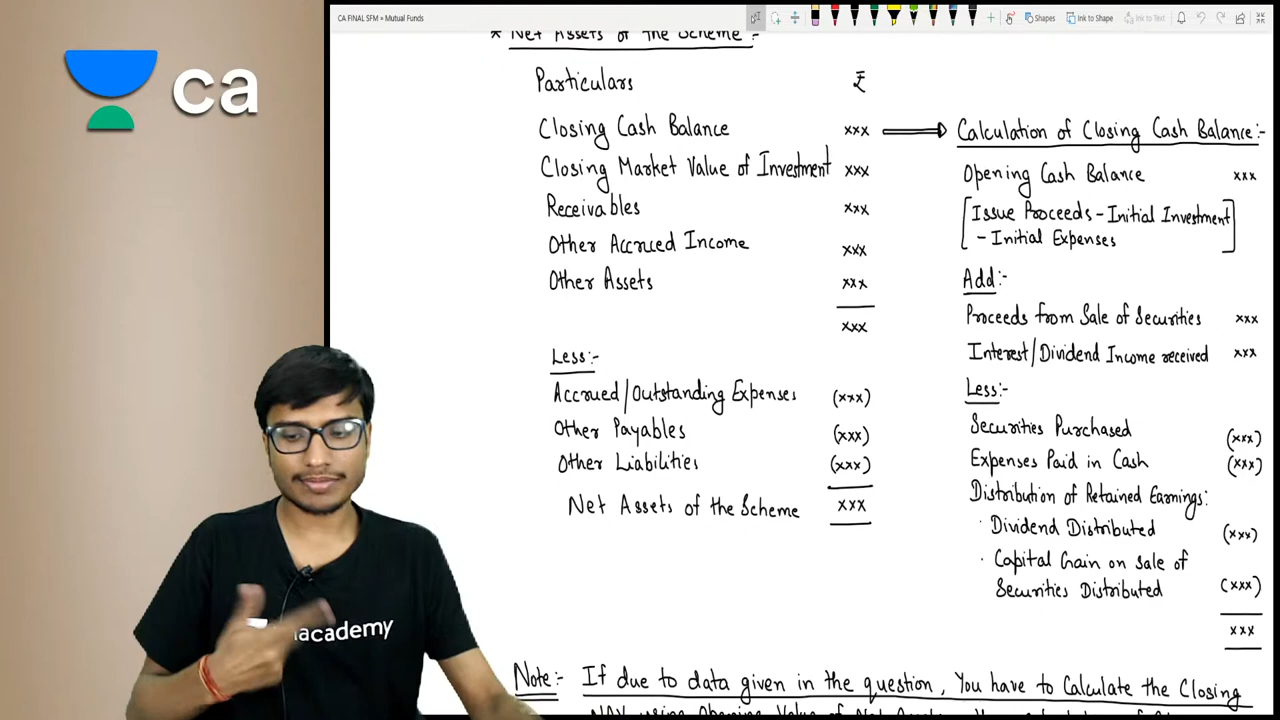 CA FINAL SFM » Mutual Funds
Shapes
Ink to Shape
Ink to Text
ca
* Net Assets of the Scheme :-
Particulars ₹
Closing Cash Balance xxx
Closing Market Value of Investment xxx
Receivables xxx
Other Accrued Income xxx
Other Assets xxx
xxx
Less:-
Accrued/Outstanding Expenses (xxx)
Other Payables (xxx)
Other Liabilities (xxx)
Net Assets of the Scheme xxx
Calculation of Closing Cash Balance:-
Opening Cash Balance xxx
[Issue Proceeds - Initial Investment
- Initial Expenses]
Add:-
Proceeds from Sale of Securities xxx
Interest/Dividend Income received xxx
Less:-
Securities Purchased (xxx)
Expenses Paid in Cash (xxx)
Distribution of Retained Earnings:
· Dividend Distributed (xxx)
· Capital Gain on Sale of
Securities Distributed (xxx)
xxx
Note:- If due to data given in the question, You have to Calculate the Closing
academy